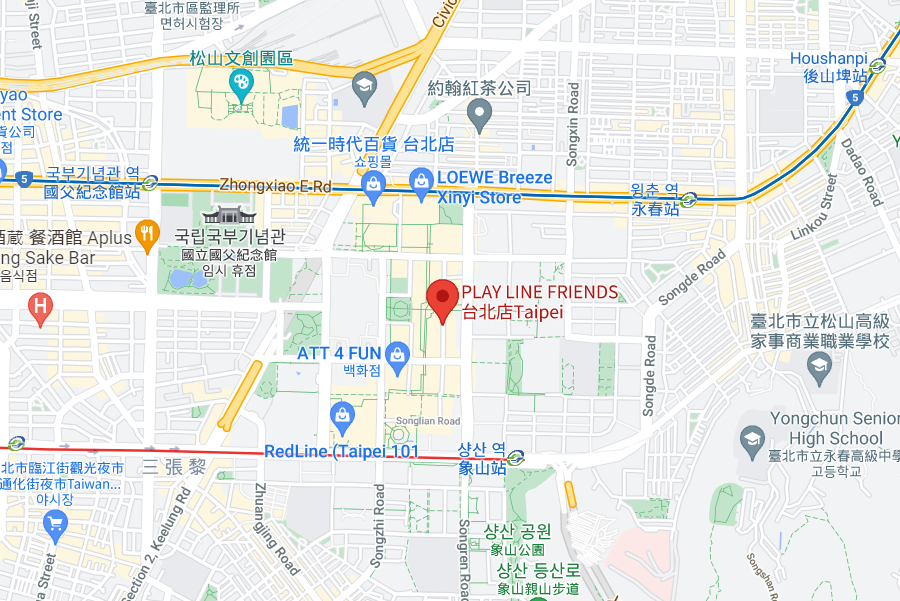 臺北市區監理所
면허시험장
ji Street
Civic
松山文創園區
Houshanpi
後山埤站
約翰紅茶公司
yao
ent Store
貨公司
점
統一時代百貨 台北店
쇼핑몰
Songxin Road
5
국부기념관 역
國父紀念館站
5
Zhongxiao E Rd
LOEWE Breeze
Xinyi Store
융춘 역
永春站
Dadao Road
Linkou Street
국립국부기념관
國立國父紀念館
임시 휴점
酒蔵 餐酒館 Aplus
ng Sake Bar
음식점
Songde Road
H
PLAY LINE FRIENDS
台北店Taipei
臺北市立松山高級
家事商業職業學校
ATT 4 FUN
백화점
Songde Road
Songlian Road
Yongchun Senior
High School
臺北市立永春高級中學
고등학교
RedLine (Taipei 101
샹산 역
象山站
北市臨江街觀光夜市
通化街夜市Taiwan...
야시장
三張黎
Section 2, Keelung Rd
Zhuangjing Road
Songzhi Road
Songren Road
샹산 공원
象山公園
샹산 등산로
象山親山步道
a Street
Songshan Rd